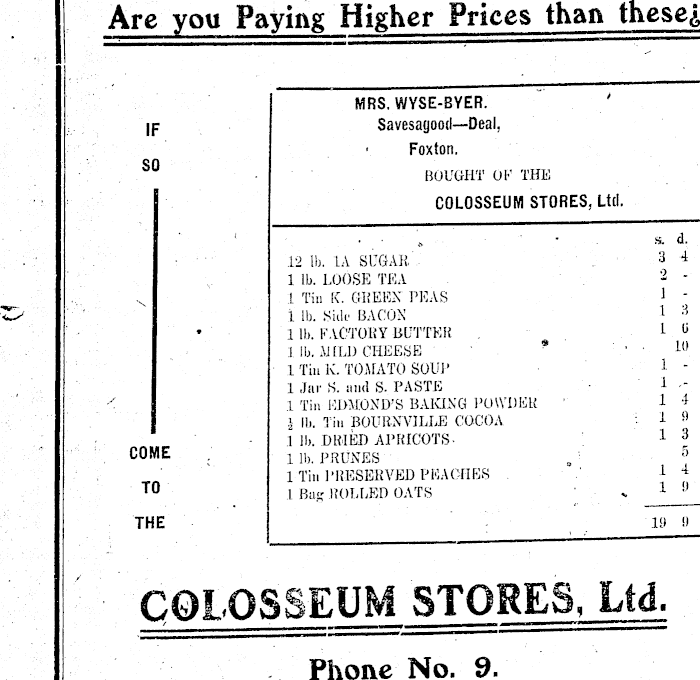 Are you Paying Higher Prices than these¿
MRS. WYSE-BYER.
Savesagood—Deal,
Foxton.
BOUGHT OF THE
COLOSSEUM STORES, Ltd.
s. d.
12 lb. 1A SUGAR 3 4
1 lb. LOOSE TEA 2 -
1 Tin K. GREEN PEAS 1 -
1 lb. Side BACON 1 3
1 lb. FACTORY BUTTER 1 6
1 lb. MILD CHEESE 10
1 Tin K. TOMATO SOUP 1 -
1 Jar S. and S. PASTE 1 -
1 Tin EDMOND'S BAKING POWDER 1 4
½ lb. Tin BOURNVILLE COCOA 1 9
1 lb. DRIED APRICOTS 1 3
1 lb. PRUNES 5
1 Tin PRESERVED PEACHES 1 4
1 Bag ROLLED OATS 1 9
19 9
IF
SO
COME
TO
THE
COLOSSEUM STORES, Ltd.
Phone No. 9.